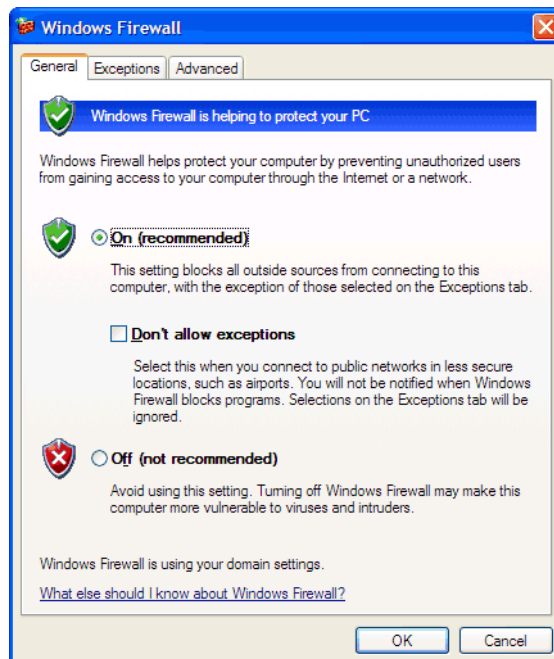 Windows Firewall
General Exceptions Advanced
Windows Firewall is helping to protect your PC
Windows Firewall helps protect your computer by preventing unauthorized users
from gaining access to your computer through the Internet or a network.
On (recommended)
This setting blocks all outside sources from connecting to this
computer, with the exception of those selected on the Exceptions tab.
Don't allow exceptions
Select this when you connect to public networks in less secure
locations, such as airports. You will not be notified when Windows
Firewall blocks programs. Selections on the Exceptions tab will be
ignored.
Off (not recommended)
Avoid using this setting. Turning off Windows Firewall may make this
computer more vulnerable to viruses and intruders.
Windows Firewall is using your domain settings.
What else should I know about Windows Firewall?
OK Cancel